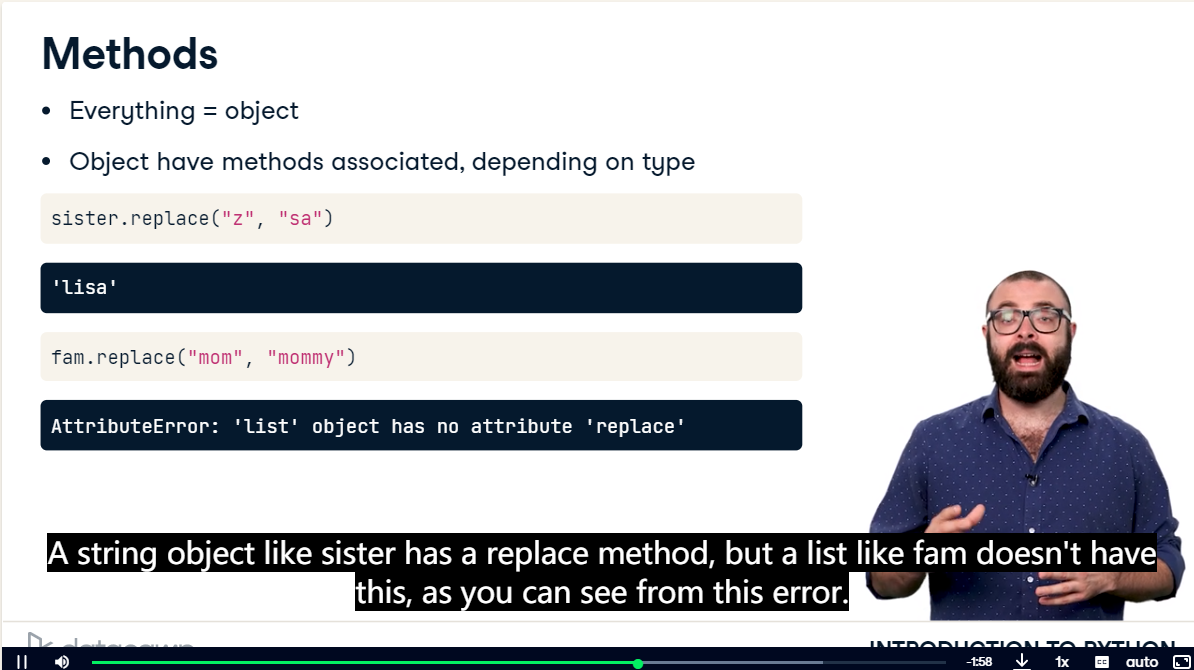 Methods
• Everything = object
• Object have methods associated, depending on type
sister.replace("z", "sa")
'lisa'
fam.replace("mom", "mommy")
AttributeError: 'list' object has no attribute 'replace'
A string object like sister has a replace method, but a list like fam doesn't have
this, as you can see from this error.
datacamp
INTRODUCTION TO PYTHON
-1:58
1x
CC
auto